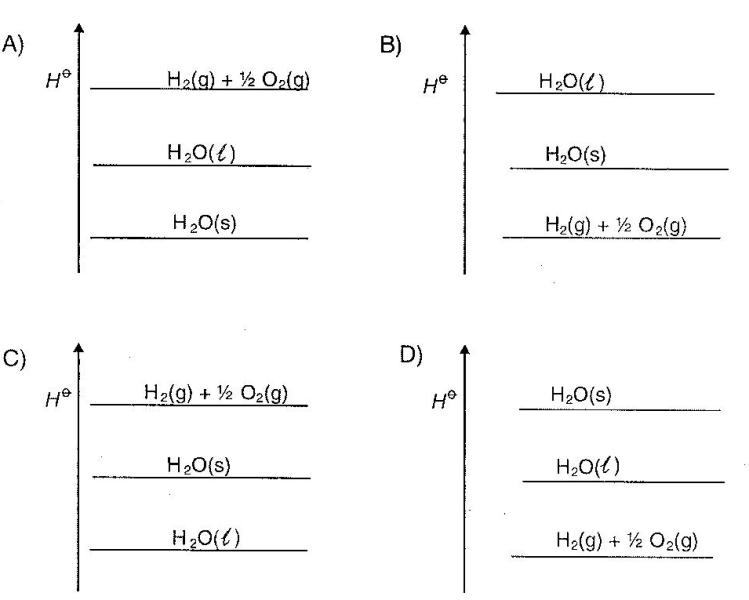 A)
H⊖
H₂(g) + ½ O₂(g)
H₂O(ℓ)
H₂O(s)
B)
H⊖
H₂O(ℓ)
H₂O(s)
H₂(g) + ½ O₂(g)
C)
H⊖
H₂(g) + ½ O₂(g)
H₂O(s)
H₂O(ℓ)
D)
H⊖
H₂O(s)
H₂O(ℓ)
H₂(g) + ½ O₂(g)